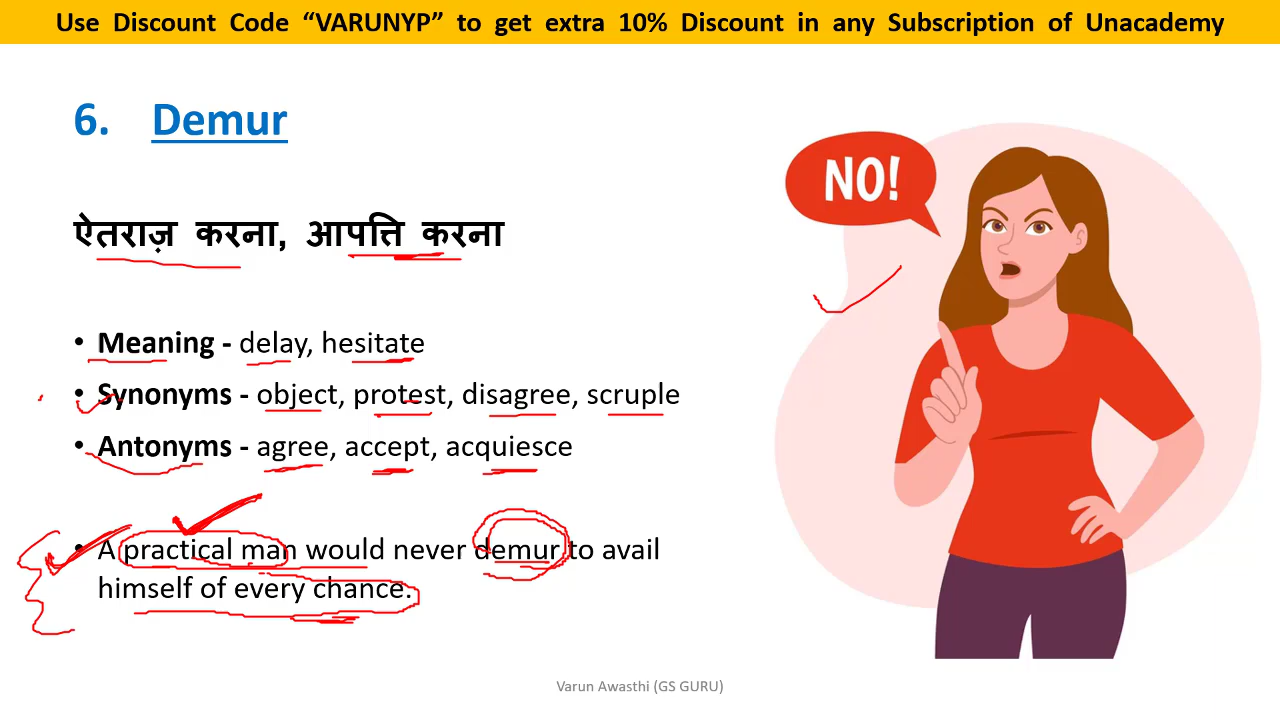 Use Discount Code “VARUNYP” to get extra 10% Discount in any Subscription of Unacademy
6. Demur
NO!
ऐतराज़ करना, आपत्ति करना
• Meaning - delay, hesitate
• Synonyms - object, protest, disagree, scruple
• Antonyms - agree, accept, acquiesce
• A practical man would never demur to avail
himself of every chance.
Varun Awasthi (GS GURU)